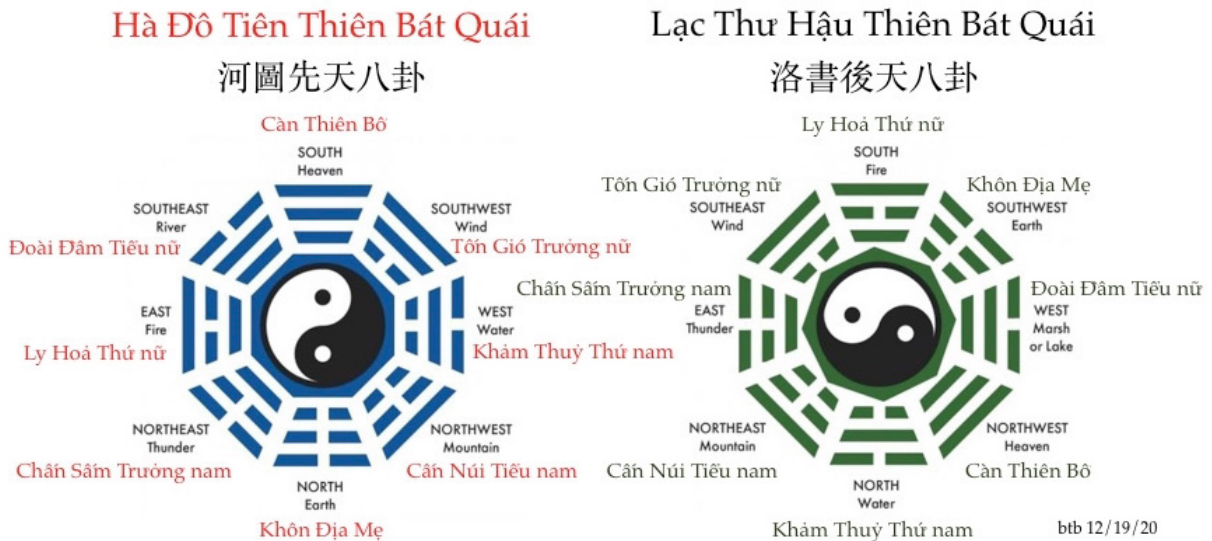 Hà Đồ Tiên Thiên Bát Quái
河圖先天八卦
Càn Thiên Bố
SOUTH
Heaven
SOUTHEAST
River
Đoài Đầm Tiểu nữ
SOUTHWEST
Wind
Tốn Gió Trưởng nữ
EAST
Fire
Ly Hoả Thứ nữ
WEST
Water
Khảm Thuỷ Thứ nam
NORTHEAST
Thunder
Chấn Sấm Trưởng nam
NORTHWEST
Mountain
Cấn Núi Tiểu nam
NORTH
Earth
Khôn Địa Mẹ
Lạc Thư Hậu Thiên Bát Quái
洛書後天八卦
Ly Hoả Thứ nữ
SOUTH
Fire
Tốn Gió Trưởng nữ
SOUTHEAST
Wind
Khôn Địa Mẹ
SOUTHWEST
Earth
Chấn Sấm Trưởng nam
EAST
Thunder
Đoài Đầm Tiểu nữ
WEST
Marsh
or Lake
NORTHEAST
Mountain
Cấn Núi Tiểu nam
NORTHWEST
Heaven
Càn Thiên Bố
NORTH
Water
Khảm Thuỷ Thứ nam
btb 12/19/20